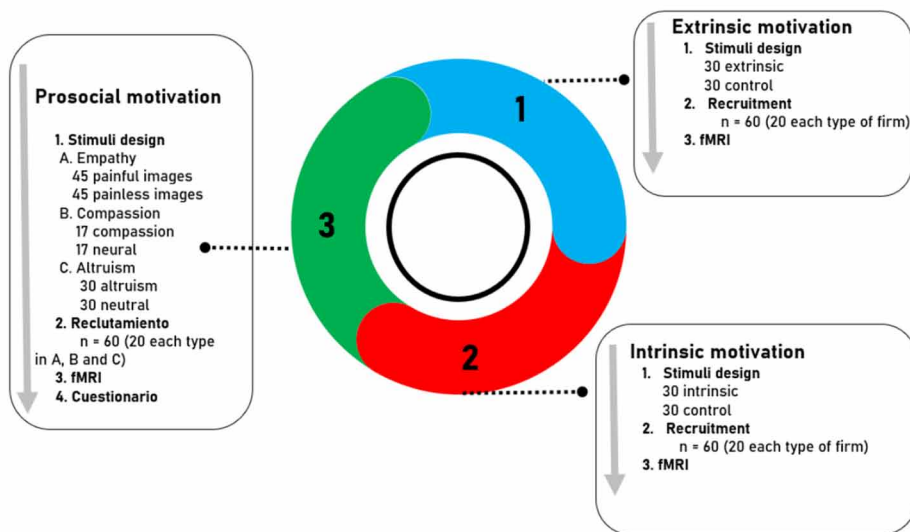 Prosocial motivation
1. Stimuli design
A. Empathy
45 painful images
45 painless images
B. Compassion
17 compassion
17 neural
C. Altruism
30 altruism
30 neutral
2. Reclutamiento
n = 60 (20 each type
in A, B and C)
3. fMRI
4. Cuestionario
1
2
3
Extrinsic motivation
1. Stimuli design
30 extrinsic
30 control
2. Recruitment
n = 60 (20 each type of firm)
3. fMRI
Intrinsic motivation
1. Stimuli design
30 intrinsic
30 control
2. Recruitment
n = 60 (20 each type of firm)
3. fMRI